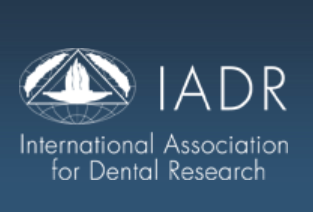 IADR
International Association
for Dental Research